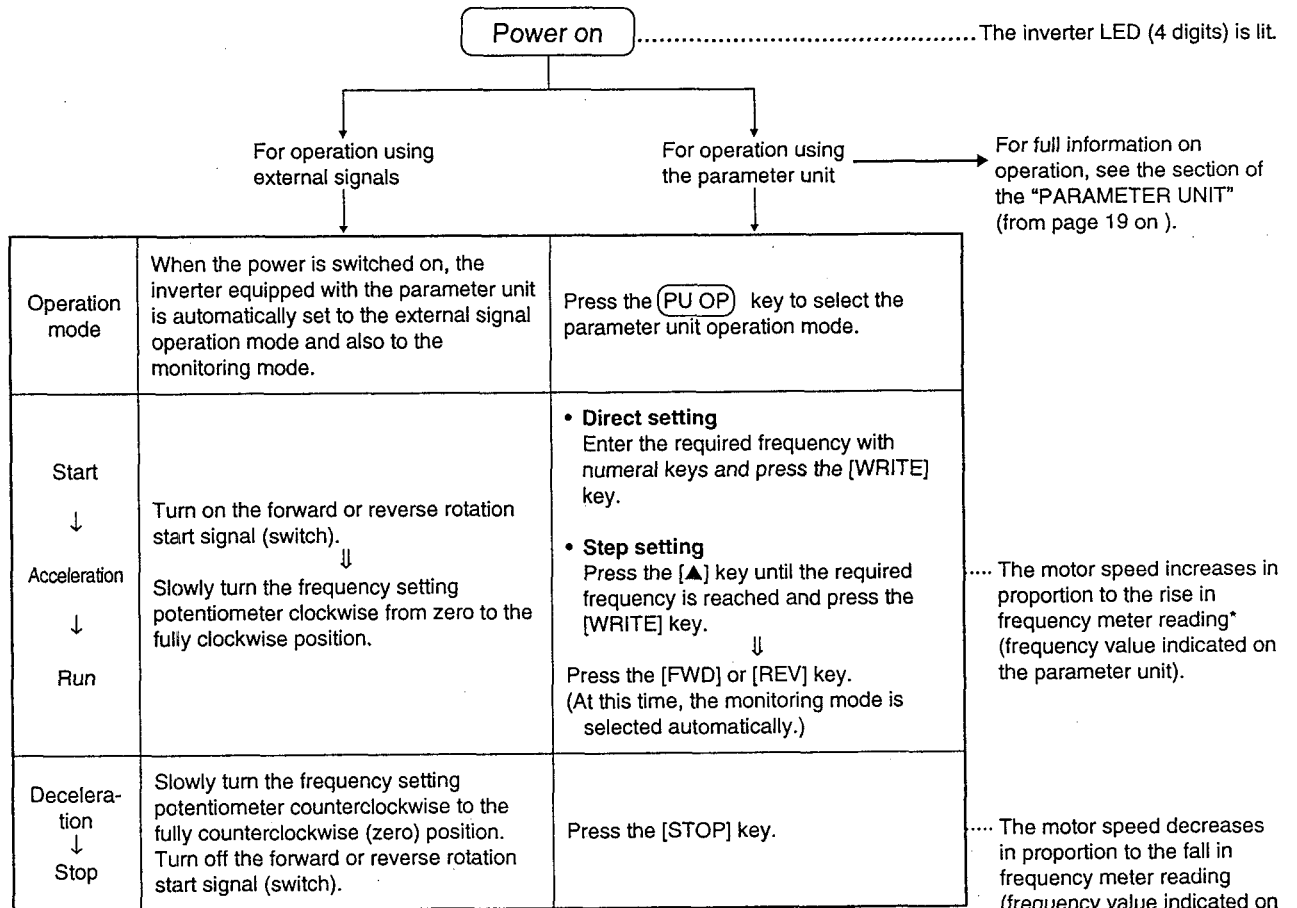 Power on
............................................. The inverter LED (4 digits) is lit.
For operation using
external signals
For operation using
the parameter unit
For full information on
operation, see the section of
the “PARAMETER UNIT”
(from page 19 on ).
Operation
mode
When the power is switched on, the
inverter equipped with the parameter unit
is automatically set to the external signal
operation mode and also to the
monitoring mode.
Press the (PU OP) key to select the
parameter unit operation mode.
Start
↓
Acceleration
↓
Run
Turn on the forward or reverse rotation
start signal (switch).
⇓
Slowly turn the frequency setting
potentiometer clockwise from zero to the
fully clockwise position.
• Direct setting
Enter the required frequency with
numeral keys and press the [WRITE]
key.
• Step setting
Press the [▲] key until the required
frequency is reached and press the
[WRITE] key.
⇓
Press the [FWD] or [REV] key.
(At this time, the monitoring mode is
selected automatically.)
.... The motor speed increases in
proportion to the rise in
frequency meter reading*
(frequency value indicated on
the parameter unit).
Decelera-
tion
↓
Stop
Slowly turn the frequency setting
potentiometer counterclockwise to the
fully counterclockwise (zero) position.
Turn off the forward or reverse rotation
start signal (switch).
Press the [STOP] key.
.... The motor speed decreases
in proportion to the fall in
frequency meter reading
(frequency value indicated on